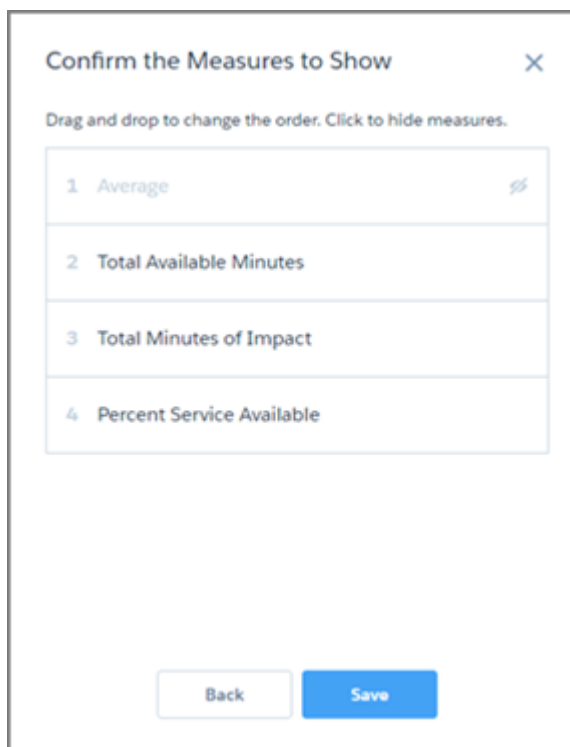 Confirm the Measures to Show
Drag and drop to change the order. Click to hide measures.
1 Average
2 Total Available Minutes
3 Total Minutes of Impact
4 Percent Service Available
Back Save